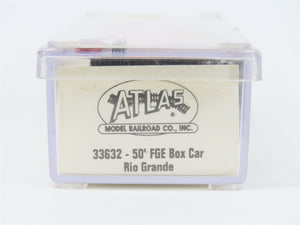 ATLAS
MODEL RAILROAD CO., INC.
33632 - 50' FGE Box Car
Rio Grande